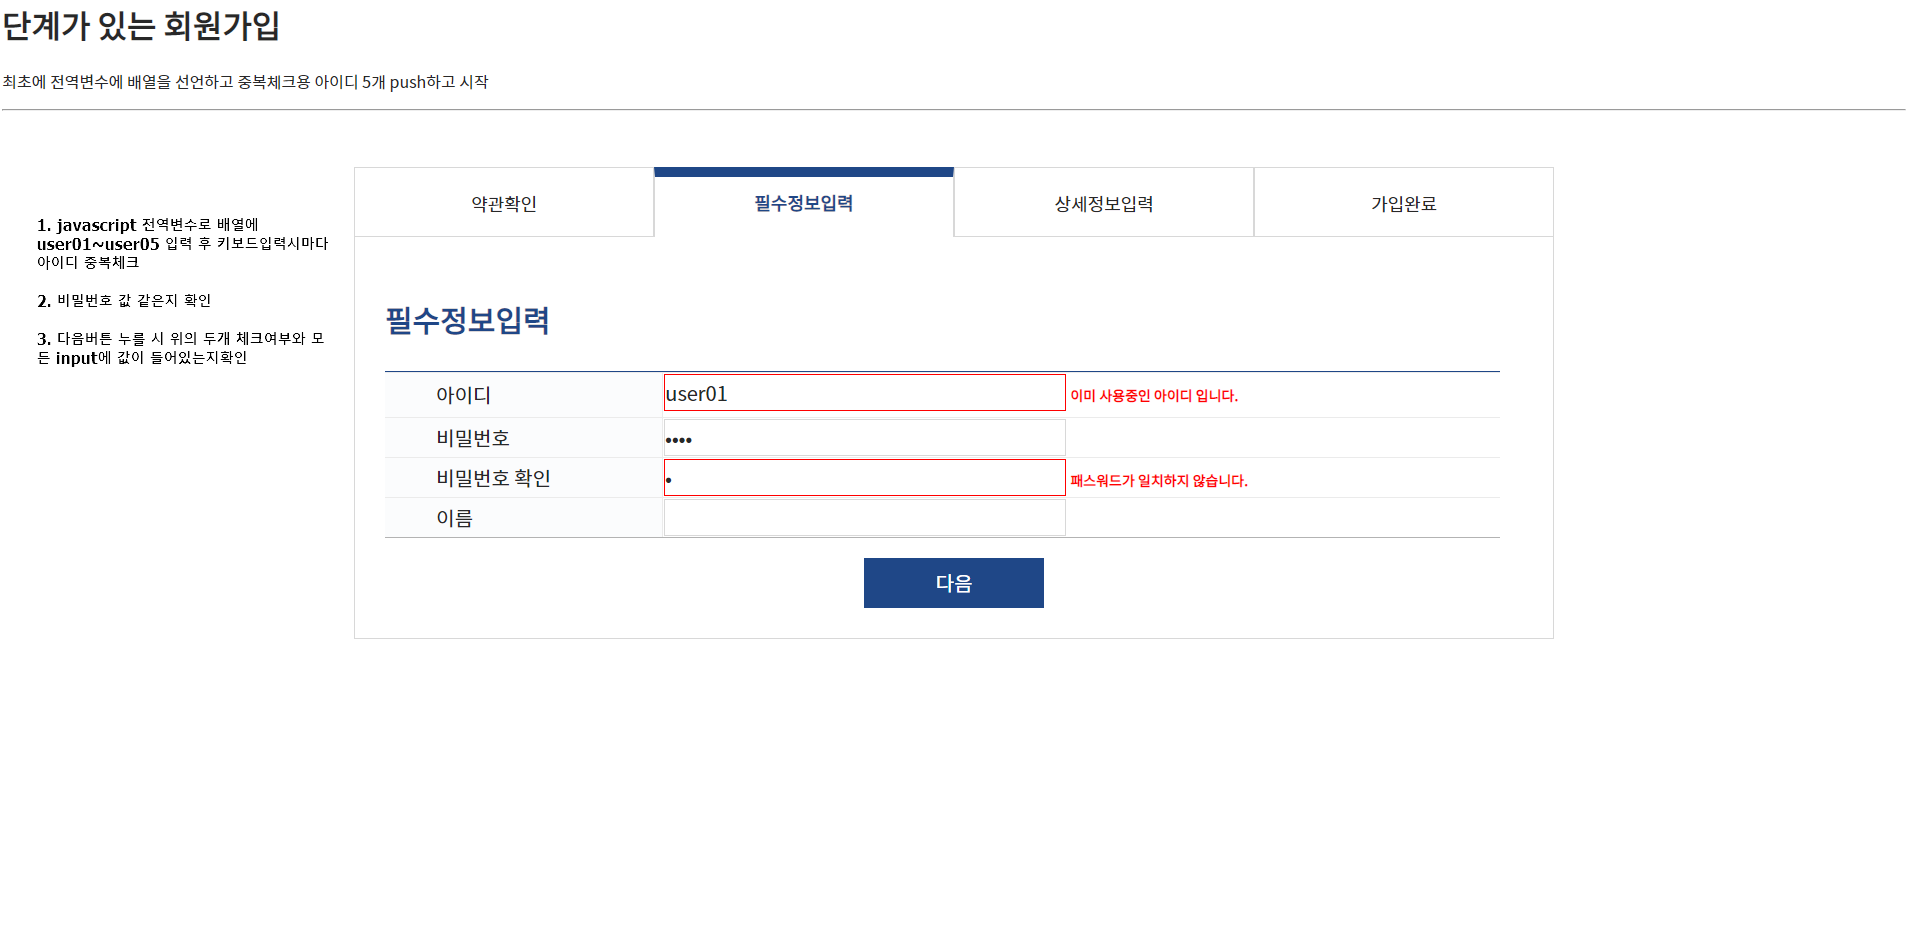 단계가 있는 회원가입
최초에 전역변수에 배열을 선언하고 중복체크용 아이디 5개 push하고 시작
약관확인
필수정보입력
상세정보입력
가입완료
1. javascript 전역변수로 배열에
user01~user05 입력 후 키보드입력시마다
아이디 중복체크
2. 비밀번호 값 같은지 확인
3. 다음버튼 누를 시 위의 두개 체크여부와 모
든 input에 값이 들어있는지확인
필수정보입력
아이디 user01 이미 사용중인 아이디 입니다.
비밀번호 ••••
비밀번호 확인 • 패스워드가 일치하지 않습니다.
이름
다음